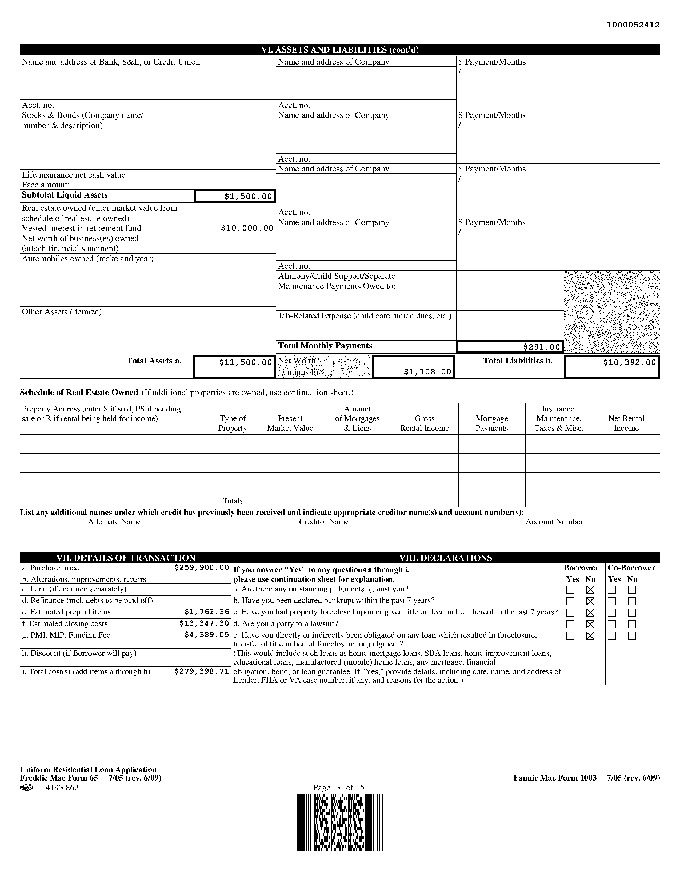 1000052412
VI. ASSETS AND LIABILITIES (cont'd)
Name and address of Bank, S&L, or Credit Union
Name and address of Company
$ Payment/Months
/
Acct. no.
Acct. no.
Stocks & Bonds (Company name/
number & description)
Name and address of Company
$ Payment/Months
/
Acct. no.
Name and address of Company
$ Payment/Months
/
Life insurance net cash value
Face amount
Subtotal Liquid Assets
$1,500.00
Real estate owned (enter market value from
schedule of real estate owned)
Vested interest in retirement fund
$10,000.00
Net worth of business(es) owned
(attach financial statement)
Automobiles owned (make and year)
Acct. no.
Name and address of Company
$ Payment/Months
/
Acct. no.
Alimony/Child Support/Separate
Maintenance Payments Owed to:
Other Assets (itemize)
Job-Related Expense (child care, union dues, etc.)
Total Monthly Payments
$291.00
Total Assets a.
$11,500.00
Net Worth
(a minus b)
$1,108.00
Total Liabilities b.
$10,392.00
Schedule of Real Estate Owned (If additional properties are owned, use continuation sheet.)
Property Address (enter S if sold, PS if pending
sale or R if rental being held for income)
Type of
Property
Present
Market Value
Amount
of Mortgages
& Liens
Gross
Rental Income
Mortgage
Payments
Insurance,
Maintenance,
Taxes & Misc.
Net Rental
Income
Totals
List any additional names under which credit has previously been received and indicate appropriate creditor name(s) and account number(s):
Alternate Name
Creditor Name
Account Number
VII. DETAILS OF TRANSACTION
a. Purchase price
$259,900.00
b. Alterations, improvements, repairs
c. Land (if acquired separately)
d. Refinance (incl. debts to be paid off)
e. Estimated prepaid items
f. Estimated closing costs
g. PMI, MIP, Funding Fee
h. Discount (if Borrower will pay)
i. Total costs (add items a through h)
VIII. DECLARATIONS
If you answer "Yes" to any questions a through i,
please use continuation sheet for explanation.
Borrower
Co-Borrower
Yes No
Yes No
a. Are there any outstanding judgments against you?
b. Have you been declared bankrupt within the past 7 years?
c. Have you had property foreclosed upon or given title or deed in lieu thereof in the last 7 years?
d. Are you a party to a lawsuit?
e. Have you directly or indirectly been obligated on any loan which resulted in foreclosure,
transfer of title in lieu of foreclosure, or judgment?
(This would include such loans as home mortgage loans, SBA loans, home improvement loans,
educational loans, manufactured (mobile) home loans, any mortgage, financial
obligation, bond, or loan guarantee. If "Yes," provide details, including date, name, and address of
Lender, FHA or VA case number, if any, and reasons for the action.)
Uniform Residential Loan Application
Freddie Mac Form 65 7/05 (rev. 6/09)
Fannie Mae Form 1003 7/05 (rev. 6/09)